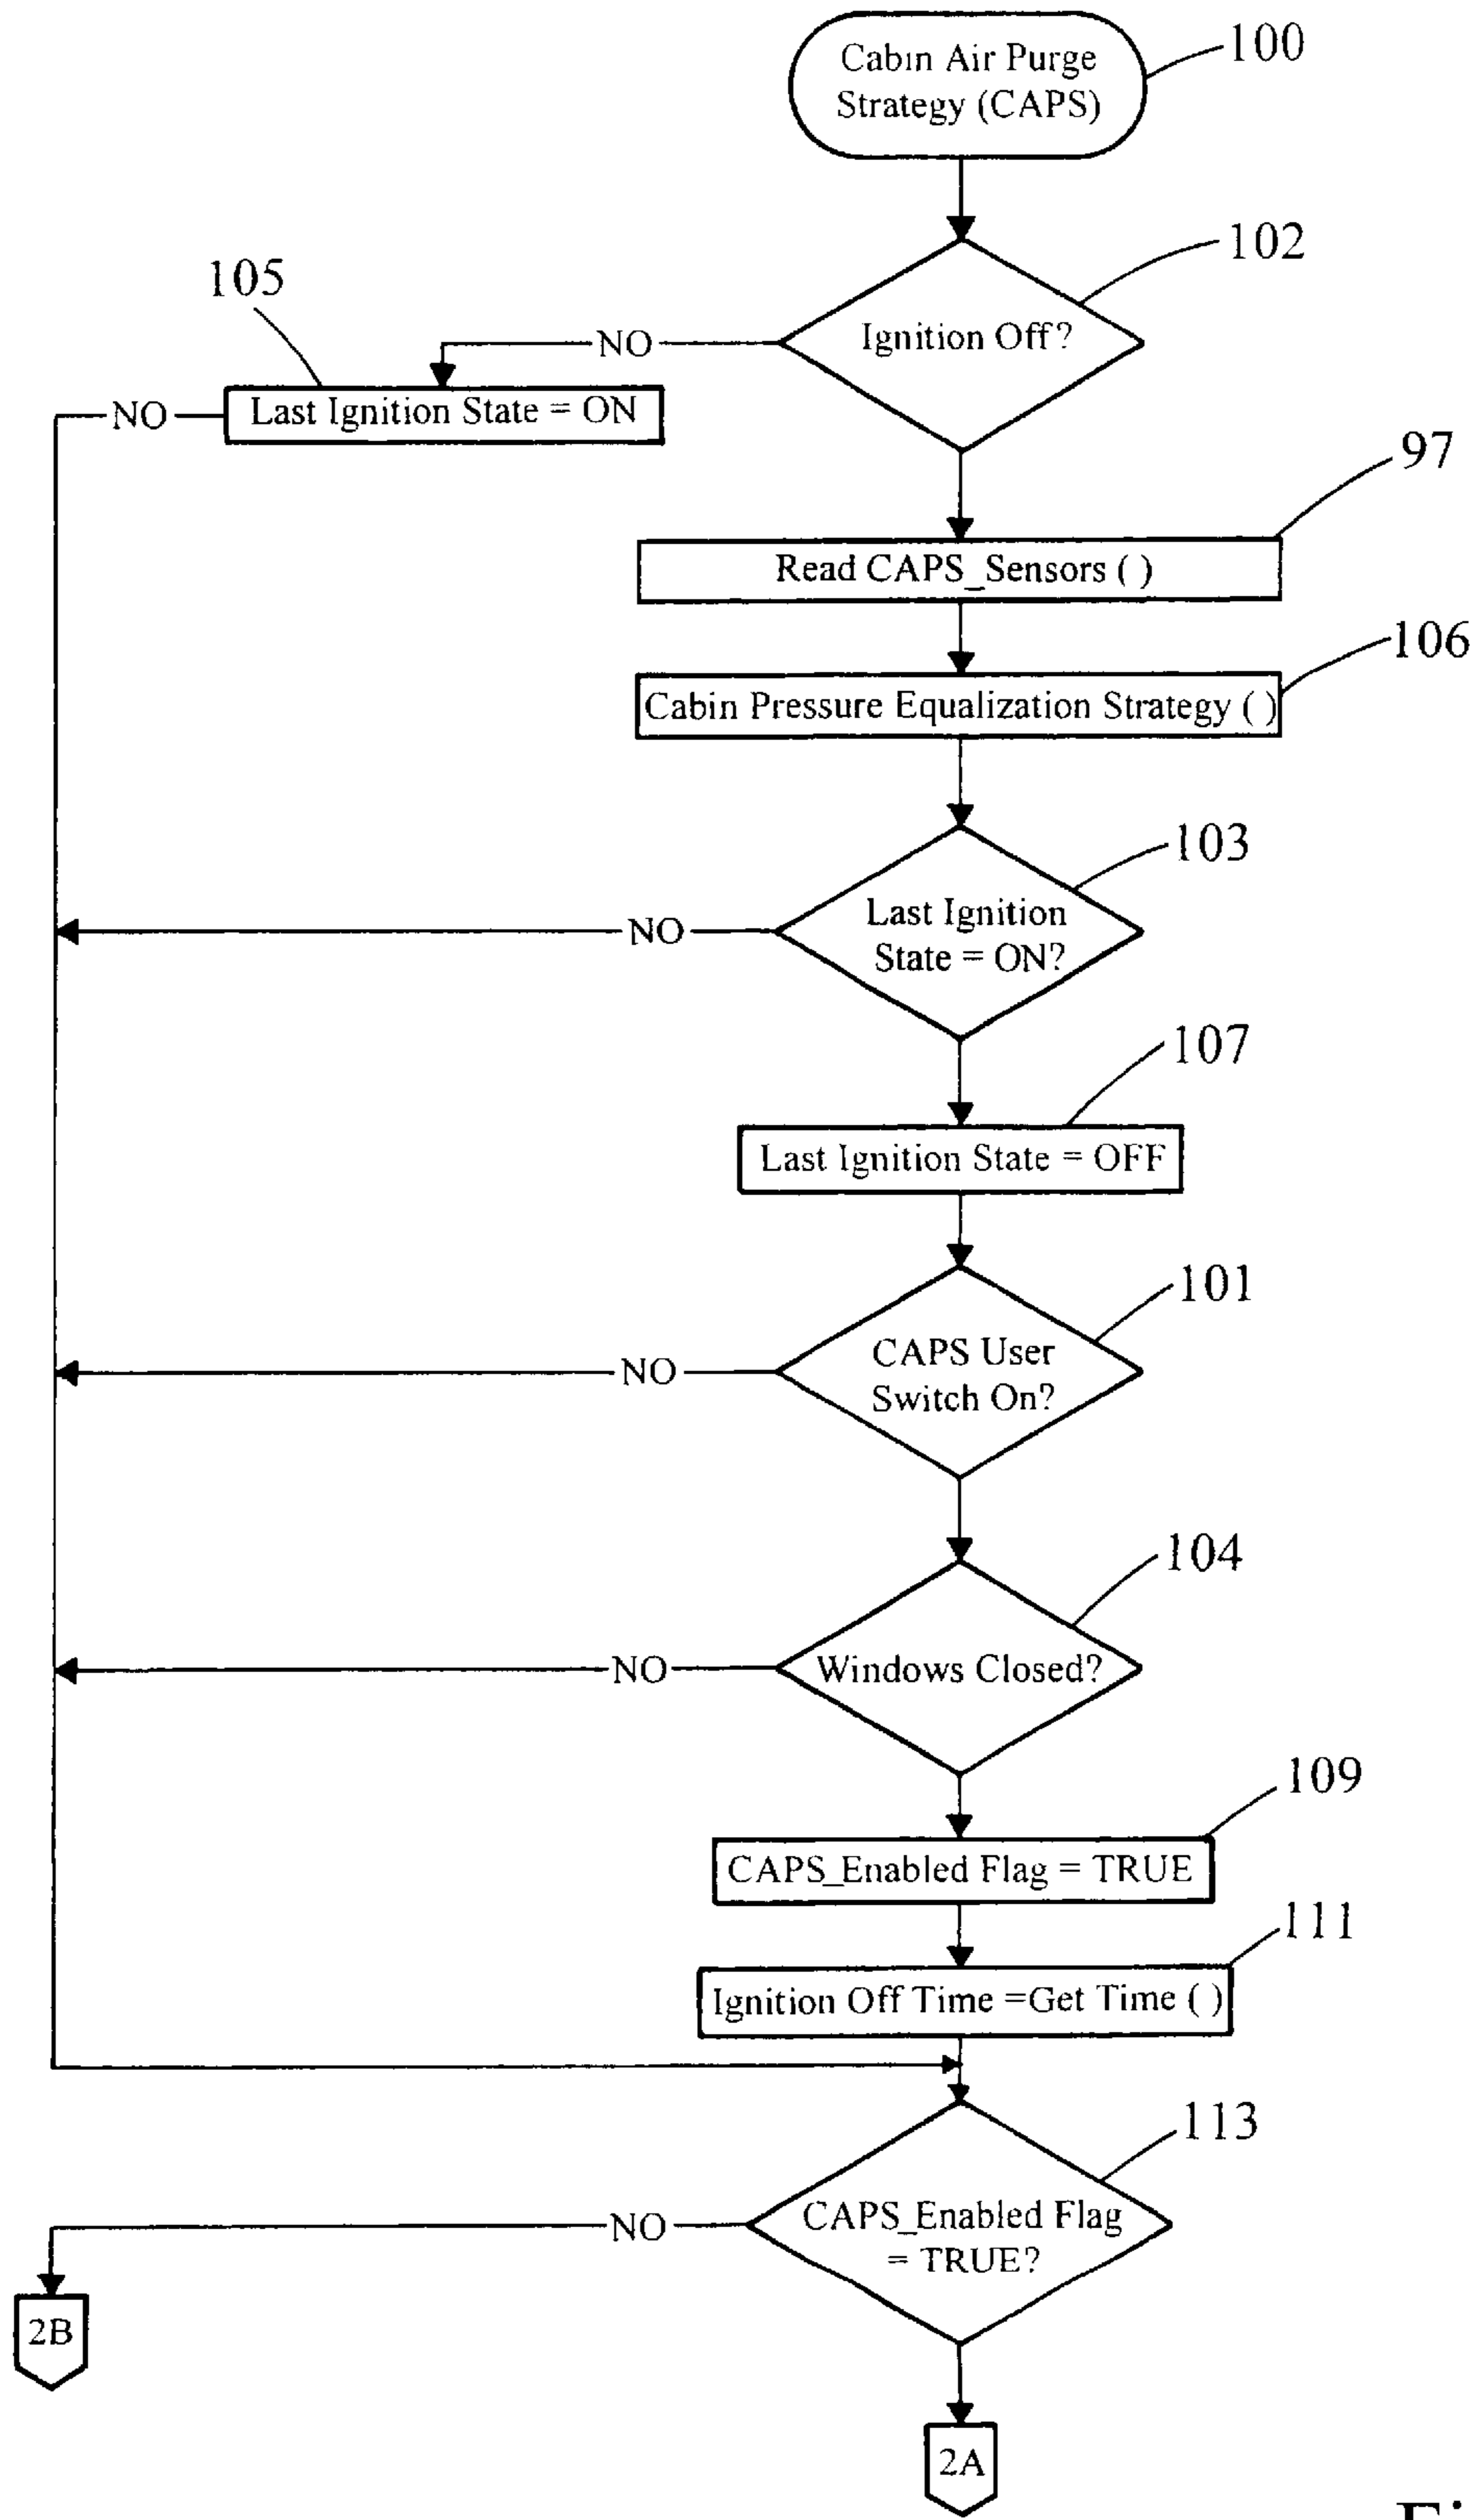 Cabin Air Purge
Strategy (CAPS)
100
102
Ignition Off?
NO
105
Last Ignition State = ON
NO
97
Read CAPS_Sensors ( )
106
Cabin Pressure Equalization Strategy ( )
103
Last Ignition
State = ON?
NO
107
Last Ignition State = OFF
101
CAPS User
Switch On?
NO
104
Windows Closed?
NO
109
CAPS_Enabled Flag = TRUE
111
Ignition Off Time =Get Time ( )
113
CAPS_Enabled Flag
= TRUE?
NO
2B
2A